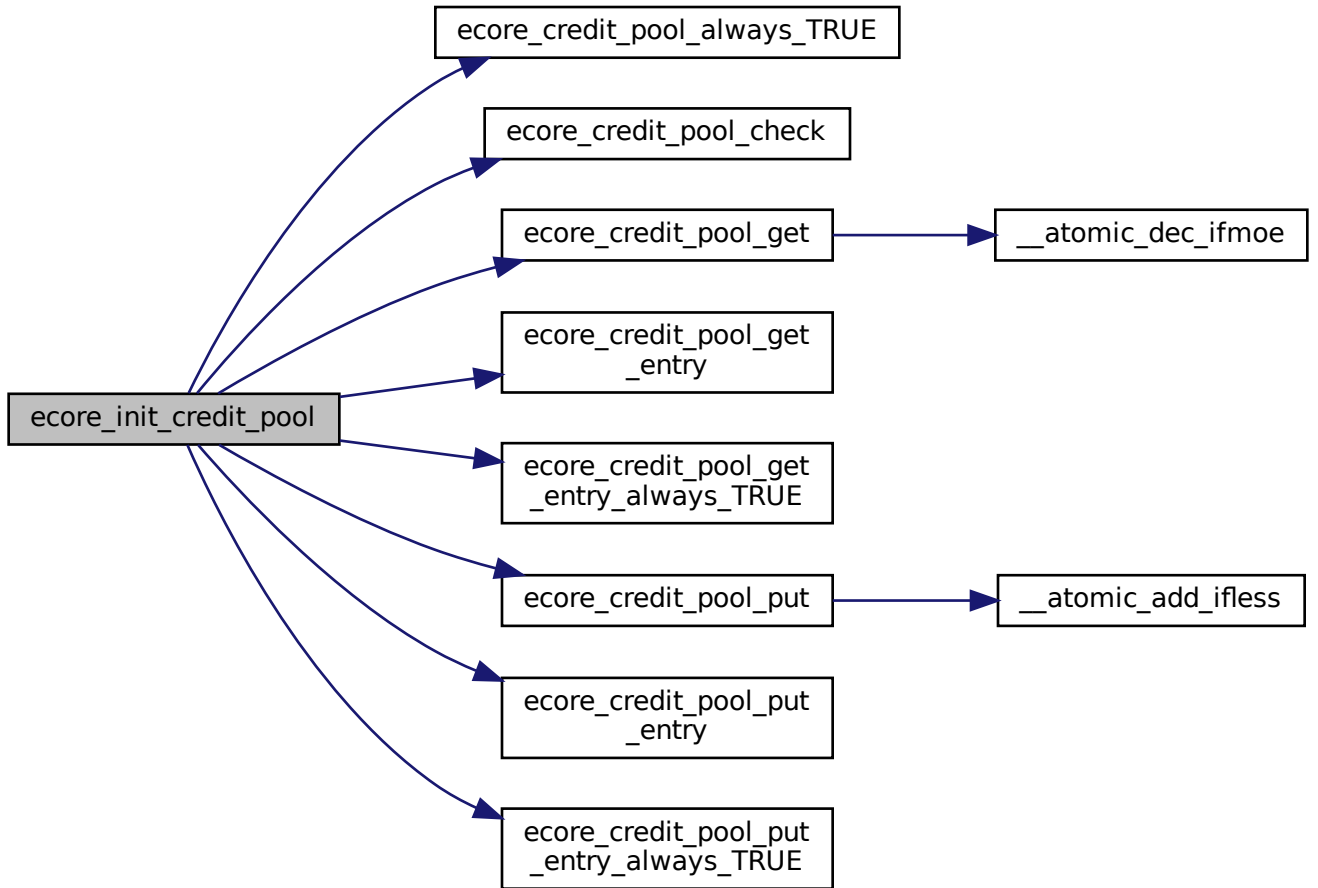 ecore_credit_pool_always_TRUE
ecore_credit_pool_check
ecore_credit_pool_get
__atomic_dec_ifmoe
ecore_credit_pool_get
_entry
ecore_init_credit_pool
ecore_credit_pool_get
_entry_always_TRUE
ecore_credit_pool_put
__atomic_add_ifless
ecore_credit_pool_put
_entry
ecore_credit_pool_put
_entry_always_TRUE